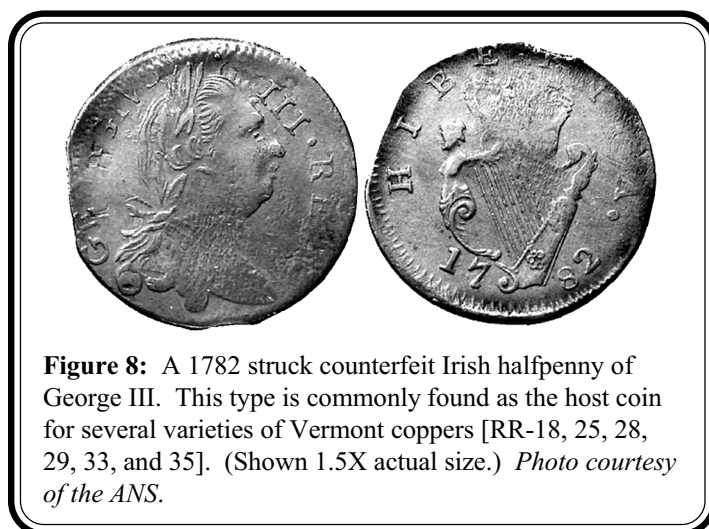 III · RE
1782
Figure 8: A 1782 struck counterfeit Irish halfpenny of
George III. This type is commonly found as the host coin
for several varieties of Vermont coppers [RR-18, 25, 28,
29, 33, and 35]. (Shown 1.5X actual size.) Photo courtesy
of the ANS.